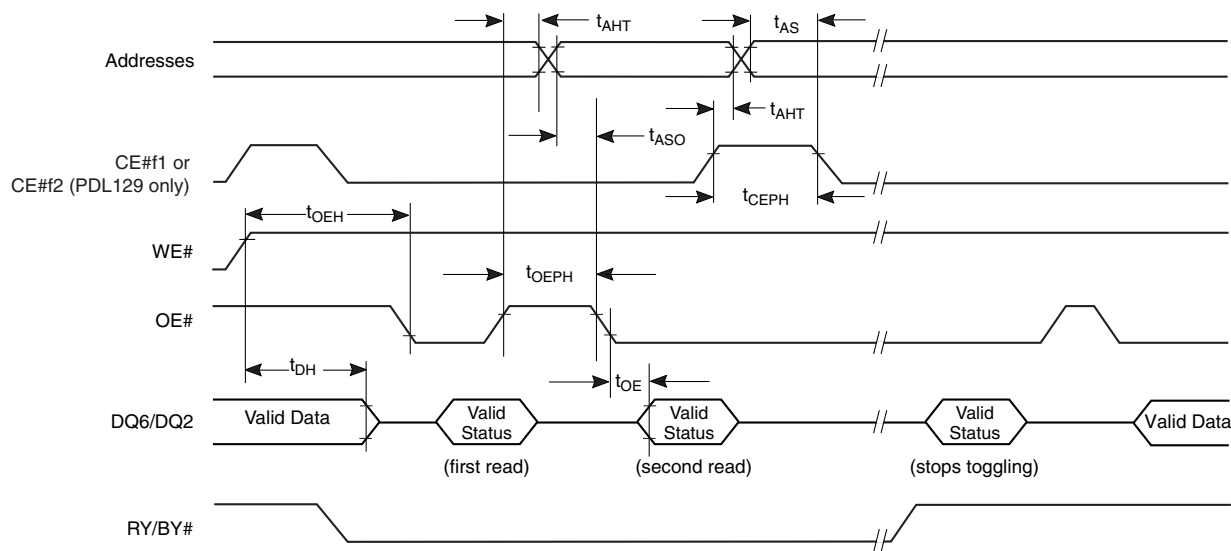 tAHT
tAS
Addresses
tAHT
tASO
CE#f1 or
CE#f2 (PDL129 only)
tCEPH
tOEH
WE#
tOEPH
OE#
tDH
tOE
DQ6/DQ2
Valid Data
Valid
Status
Valid
Status
Valid
Status
Valid Data
(first read)
(second read)
(stops toggling)
RY/BY#